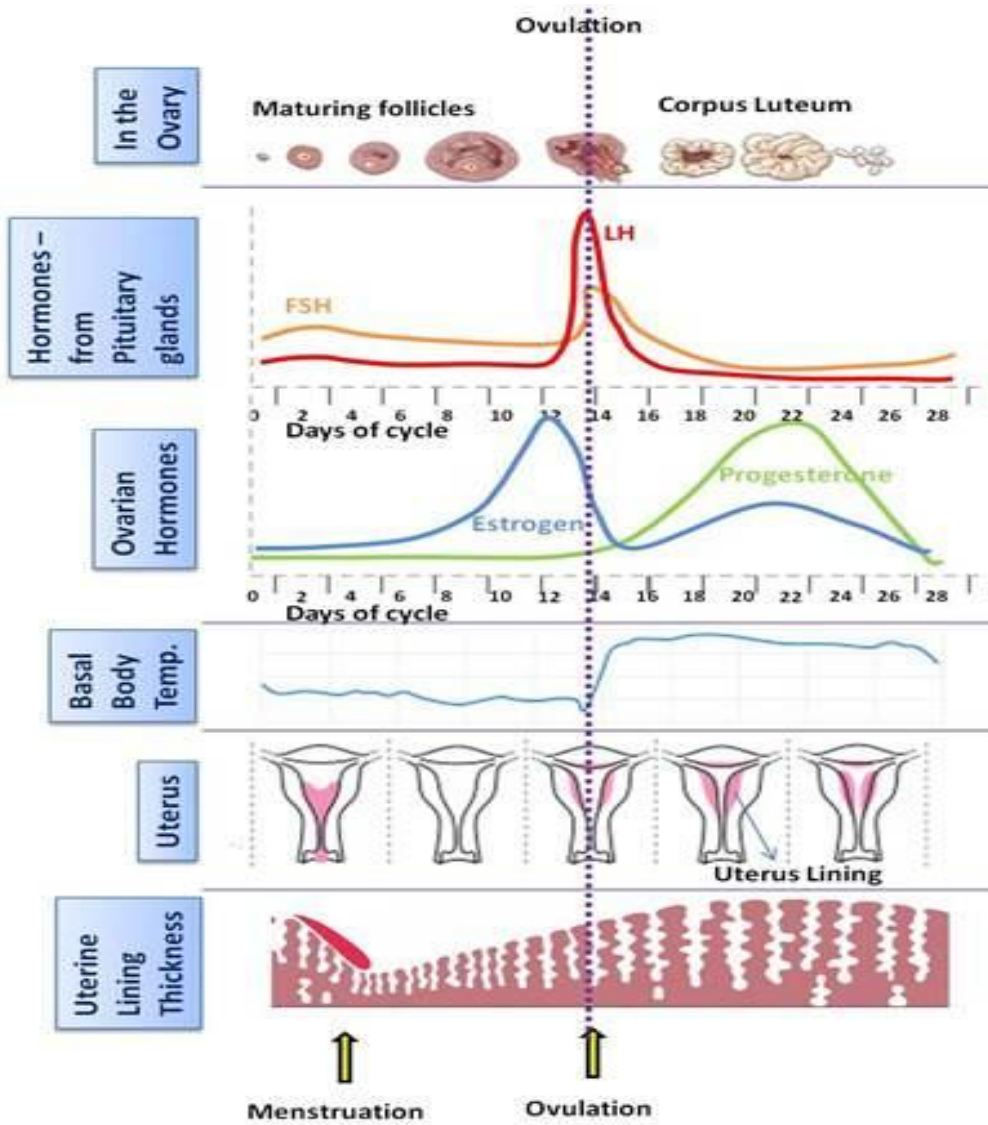 Ovulation
In the
Ovary
Maturing follicles
Corpus Luteum
Hormones –
from
Pituitary
glands
LH
FSH
0 2 4 6 8 10 12 14 16 18 20 22 24 26 28
Days of cycle
Ovarian
Hormones
Progesterone
Estrogen
0 2 4 6 8 10 12 14 16 18 20 22 24 26 28
Days of cycle
Basal
Body
Temp.
Uterus
Uterus Lining
Uterine
Lining
Thickness
Menstruation
Ovulation